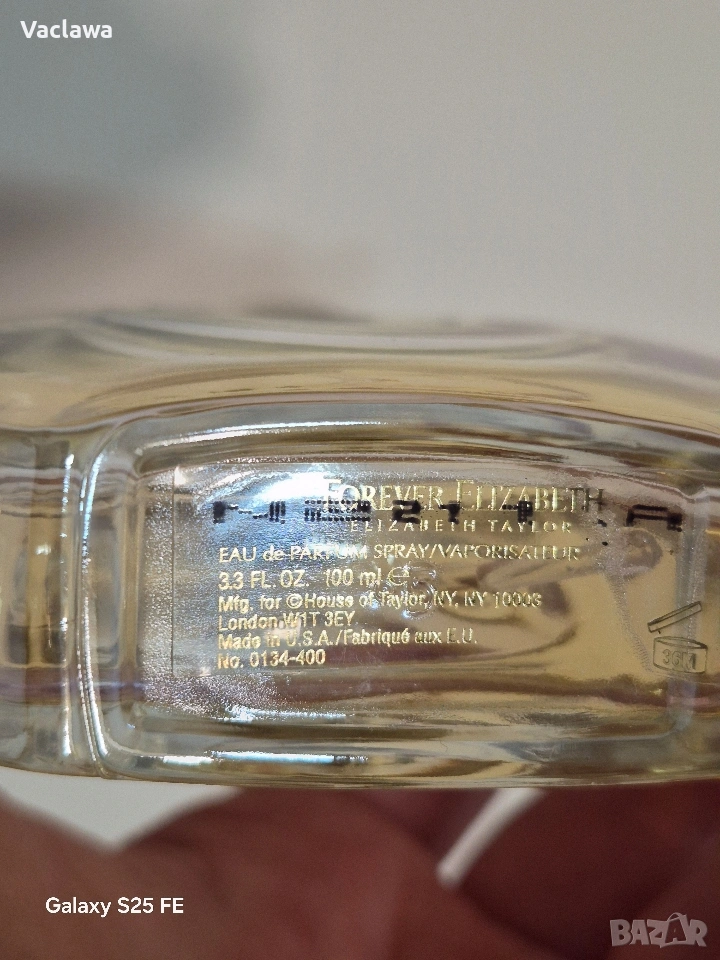 Vaclawa
FOREVER ELIZABETH
ELIZABETH TAYLOR
EAU de PARFUM SPRAY/VAPORISATEUR
3.3 FL. OZ. 100 ml e
Mfg. for © House of Taylor, NY, NY 10003
London W1T 3EY
Made in U.S.A./Fabriqué aux E.U.
No. 0134-400
36M
Galaxy S25 FE
BAZAR